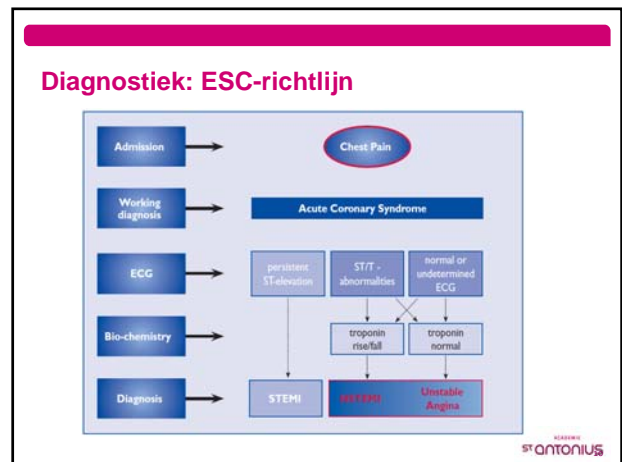 Diagnostiek: ESC-richtlijn
Admission
Chest Pain
Working
diagnosis
Acute Coronary Syndrome
ECG
persistent
ST-elevation
ST/T -
abnormalities
normal or
undetermined
ECG
Bio-chemistry
troponin
rise/fall
troponin
normal
Diagnosis
STEMI
NSTEMI
Unstable
Angina
ACADEMIE
ST ANTONIUS